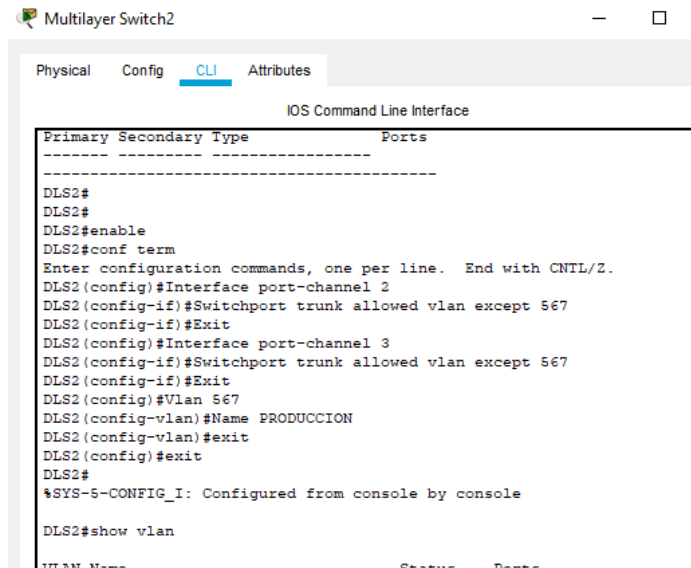 Multilayer Switch2
Physical Config CLI Attributes
IOS Command Line Interface
Primary Secondary Type Ports
------- --------- -----------------
------------------------------------------
DLS2#
DLS2#
DLS2#enable
DLS2#conf term
Enter configuration commands, one per line. End with CNTL/Z.
DLS2(config)#Interface port-channel 2
DLS2(config-if)#Switchport trunk allowed vlan except 567
DLS2(config-if)#Exit
DLS2(config)#Interface port-channel 3
DLS2(config-if)#Switchport trunk allowed vlan except 567
DLS2(config-if)#Exit
DLS2(config)#Vlan 567
DLS2(config-vlan)#Name PRODUCCION
DLS2(config-vlan)#exit
DLS2(config)#exit
DLS2#
%SYS-5-CONFIG_I: Configured from console by console
DLS2#show vlan
VLAN Name Status Ports